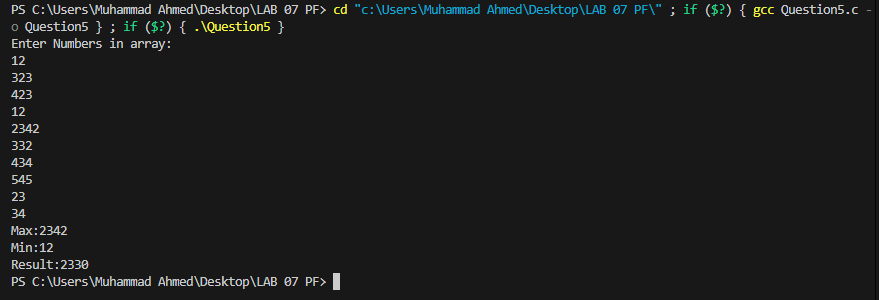 PS C:\Users\Muhammad Ahmed\Desktop\LAB 07 PF> cd "c:\Users\Muhammad Ahmed\Desktop\LAB 07 PF\" ; if ($?) { gcc Question5.c -
o Question5 } ; if ($?) { .\Question5 }
Enter Numbers in array:
12
323
423
12
2342
332
434
545
23
34
Max:2342
Min:12
Result:2330
PS C:\Users\Muhammad Ahmed\Desktop\LAB 07 PF>